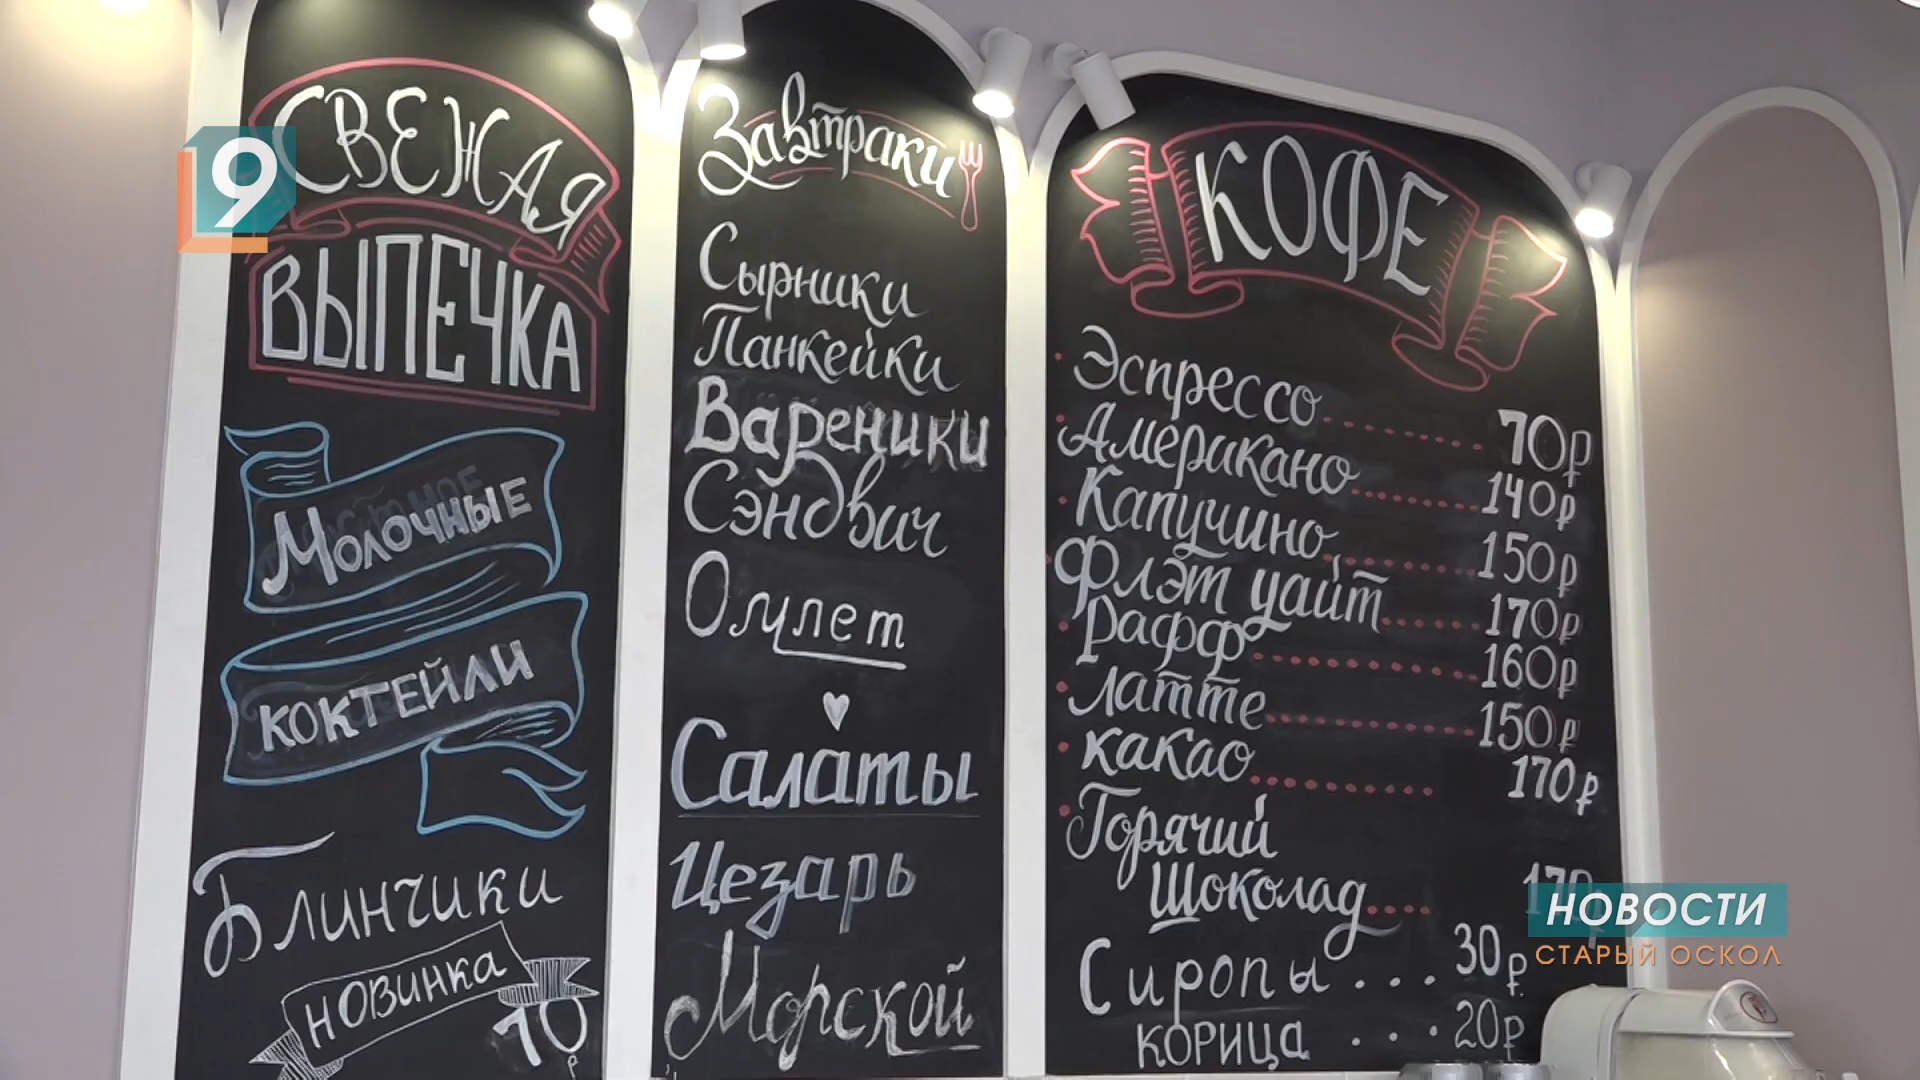 9
СВЕЖАЯ
ВЫПЕЧКА
Молочные
КОКТЕЙЛИ
Блинчики
НОВИНКА
70₽
Завтраки
Сырники
Панкейки
Вареники
Сэндвич
Омлет
Салаты
Цезарь
Морской
КОФЕ
Эспрессо..........70₽
Американо..........140₽
Капучино..........150₽
Флэт уайт......170₽
Рафф............160₽
Латте............150₽
какао.......... 170₽
Горячий
Шоколад.... 170₽
Сиропы . . . 30₽
КОРИЦА . . . 20₽
НОВОСТИ
СТАРЫЙ ОСКОЛ